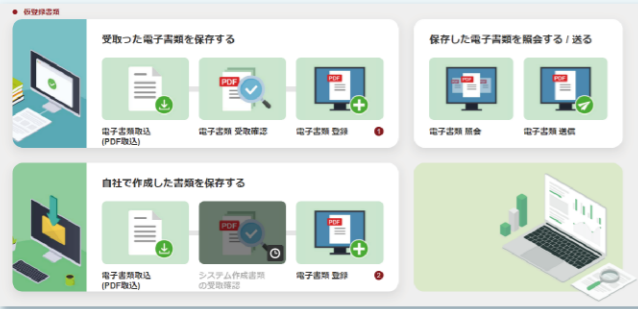 仮登録書類
受取った電子書類を保存する
PDF
PDF
電子書類取込
(PDF取込)
電子書類 受取確認
電子書類 登録
1
保存した電子書類を照会する / 送る
PDF
PDF
電子書類 照会
電子書類 送信
自社で作成した書類を保存する
PDF
PDF
電子書類取込
(PDF取込)
システム作成書類
の受取確認
電子書類 登録
2